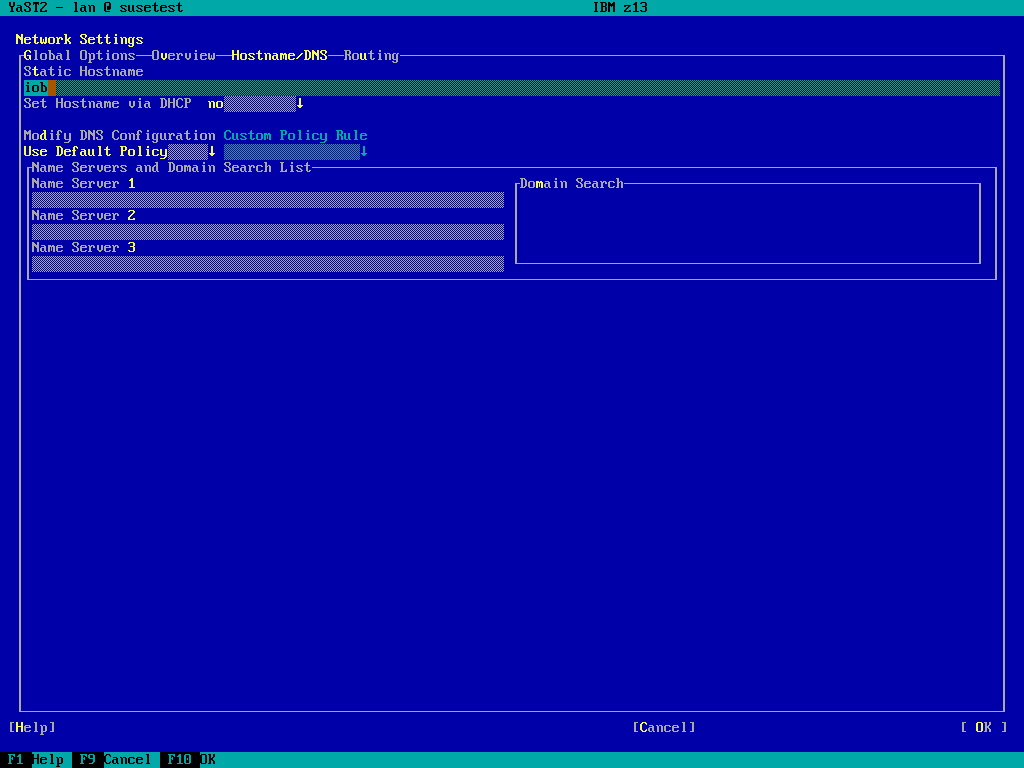 YaST2 - lan @ susetest IBM z13
Network Settings
Global Options Overview Hostname/DNS Routing
Static Hostname
iob
Set Hostname via DHCP no↓
Modify DNS Configuration Custom Policy Rule
Use Default Policy ↓ ↓
Name Servers and Domain Search List
Name Server 1 Domain Search
Name Server 2
Name Server 3
[Help] [Cancel] [ OK ]
F1 Help F9 Cancel F10 OK